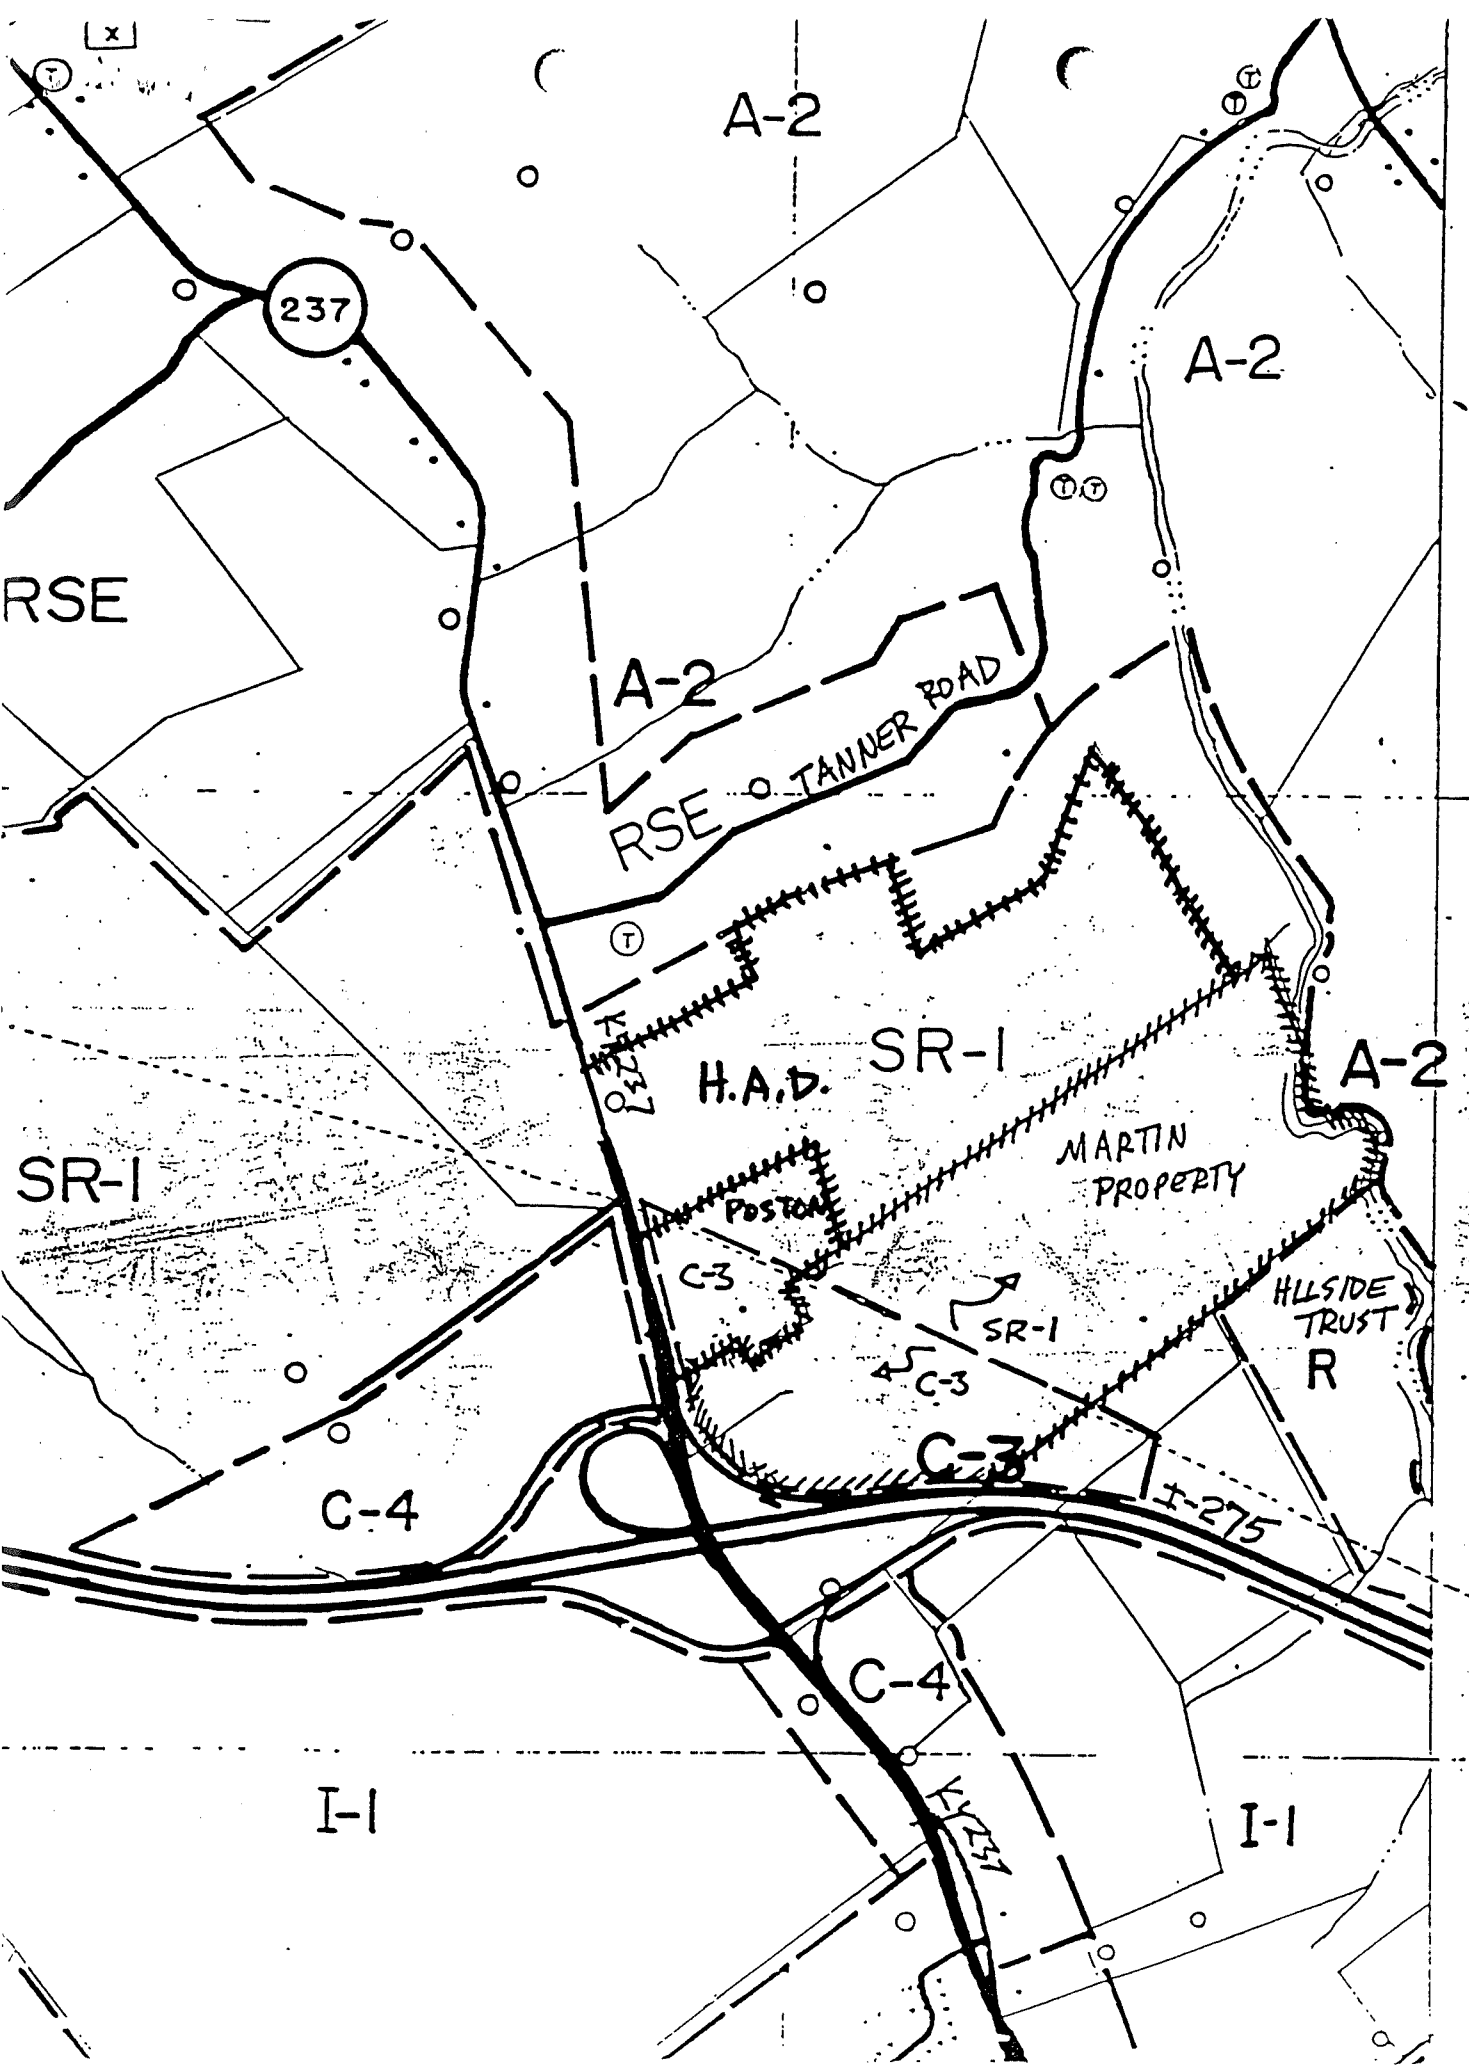 X
T
A-2
T
T
237
A-2
T T
RSE
A-2
TANNER ROAD
RSE
T
KY 237
SR-1
H.A.D.
A-2
MARTIN
PROPERTY
SR-1
POSTON
C-3
HLLSIDE
TRUST
SR-1
R
C-3
C-3
C-4
I-275
C-4
I-1
KY 237
I-1